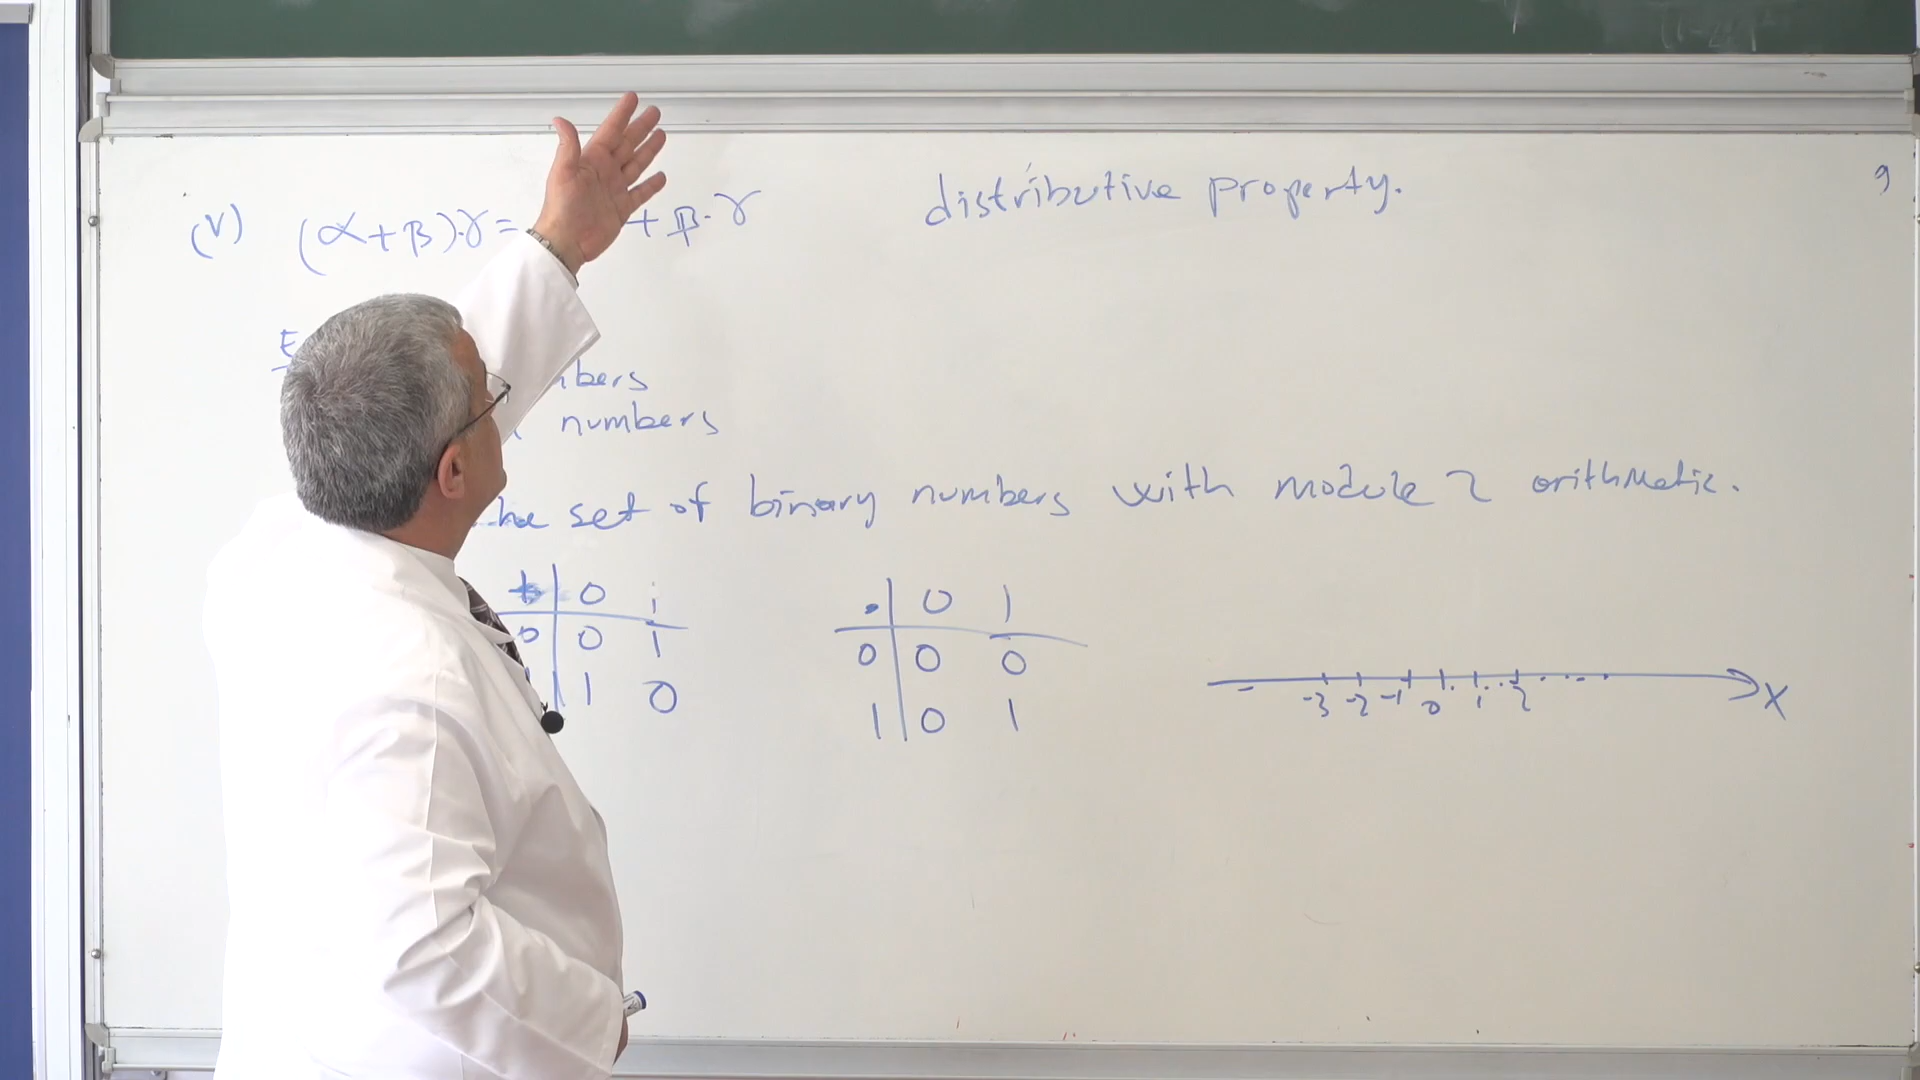 9
(V) (α+β).γ= + β.γ distributive property.
numbers
set of binary numbers with module 2 arithmetic.
+ 0 1
0 0 1
1 0
. 0 1
0 0 0
1 0 1
-3 -2 -1 0 1 2 X